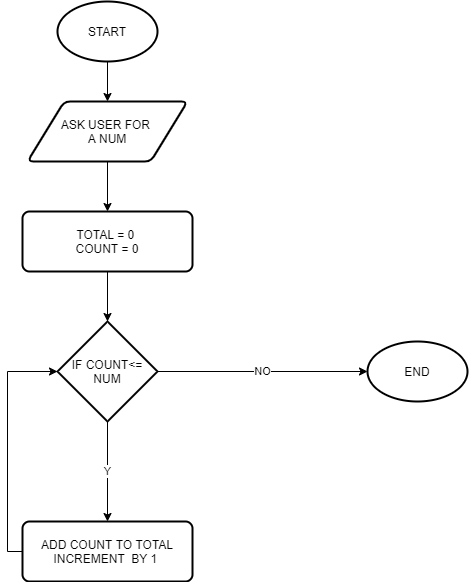 START
ASK USER FOR
A NUM
TOTAL = 0
COUNT = 0
IF COUNT<=
NUM
NO
END
Y
ADD COUNT TO TOTAL
INCREMENT  BY 1